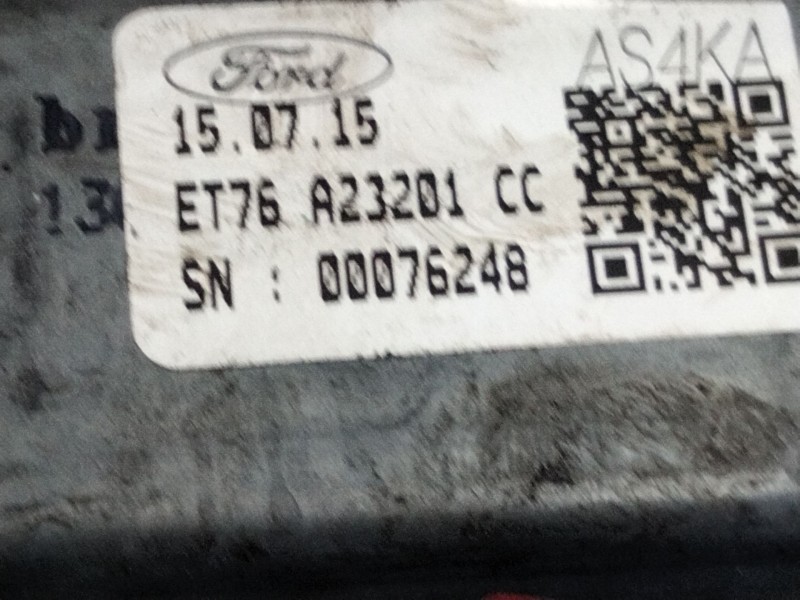 Ford
AS4KA
15.07.15
ET76 A23201 CC
SN : 00076248